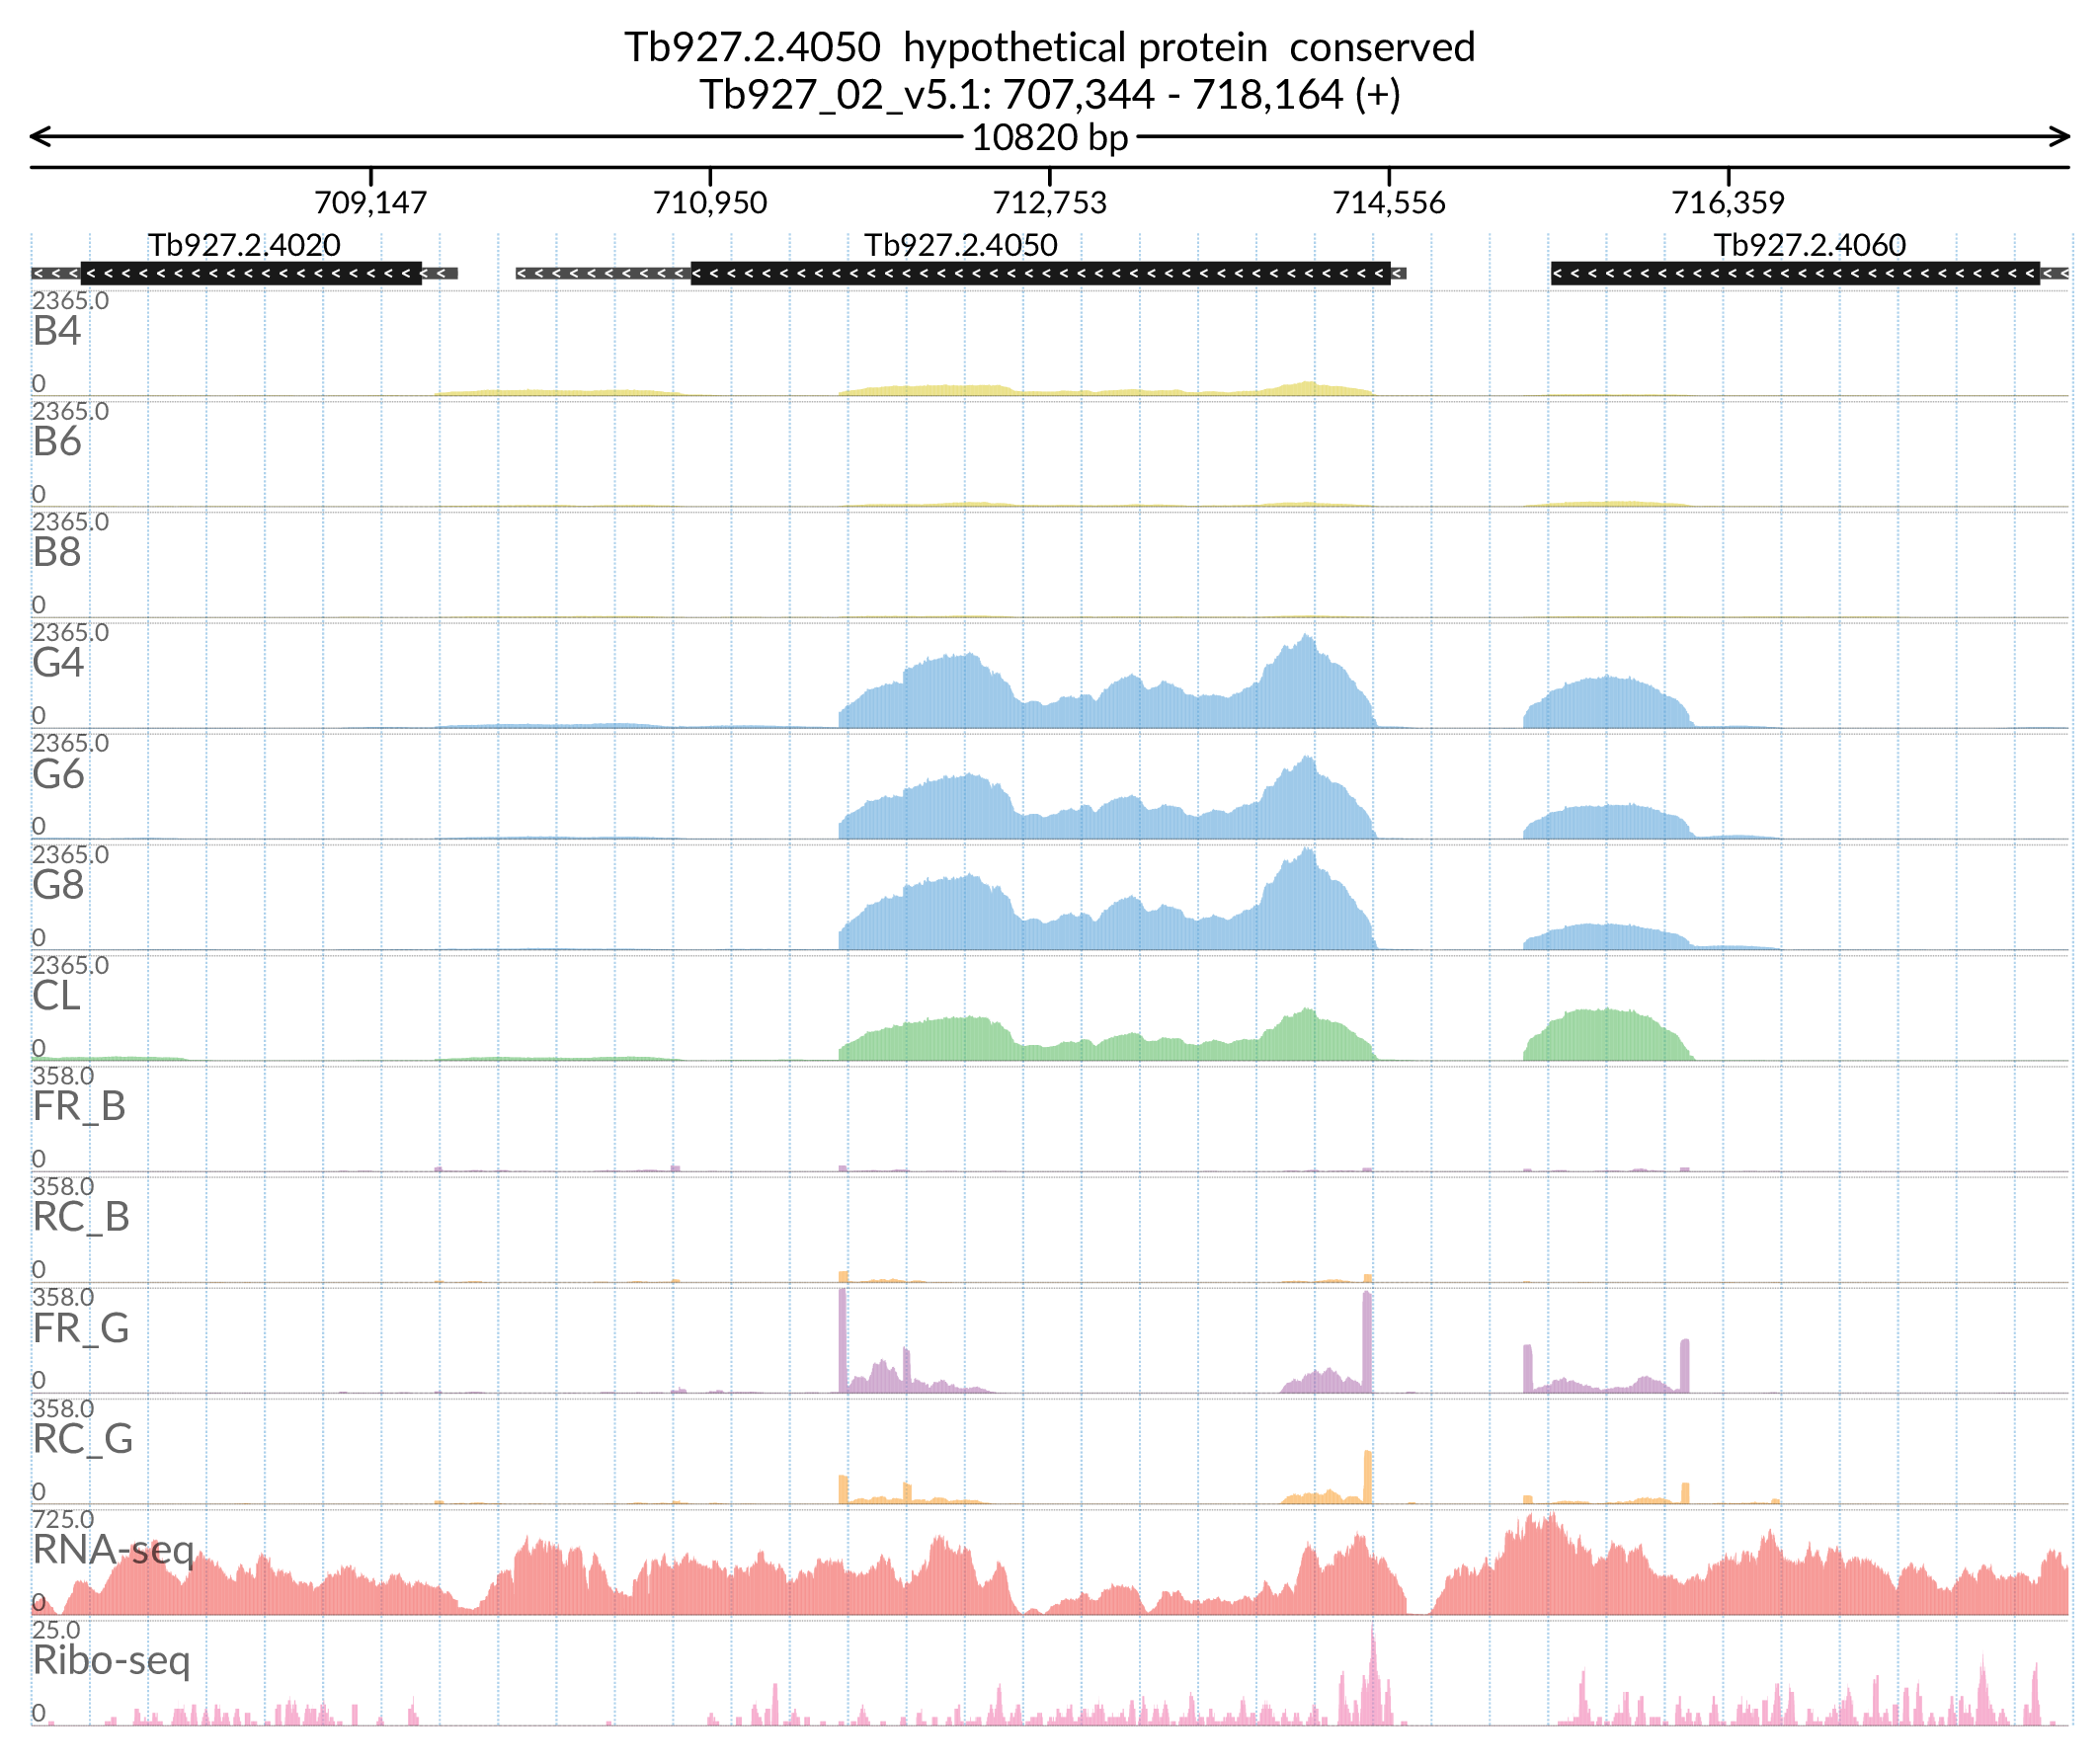 Tb927.2.4050  hypothetical protein  conserved
Tb927_02_v5.1: 707,344 - 718,164 (+)
10820 bp
709,147 710,950 712,753 714,556 716,359
Tb927.2.4020 Tb927.2.4050 Tb927.2.4060
2365.0
B4
0
2365.0
B6
0
2365.0
B8
0
2365.0
G4
0
2365.0
G6
0
2365.0
G8
0
2365.0
CL
0
358.0
FR_B
0
358.0
RC_B
0
358.0
FR_G
0
358.0
RC_G
0
725.0
RNA-seq
0
25.0
Ribo-seq
0